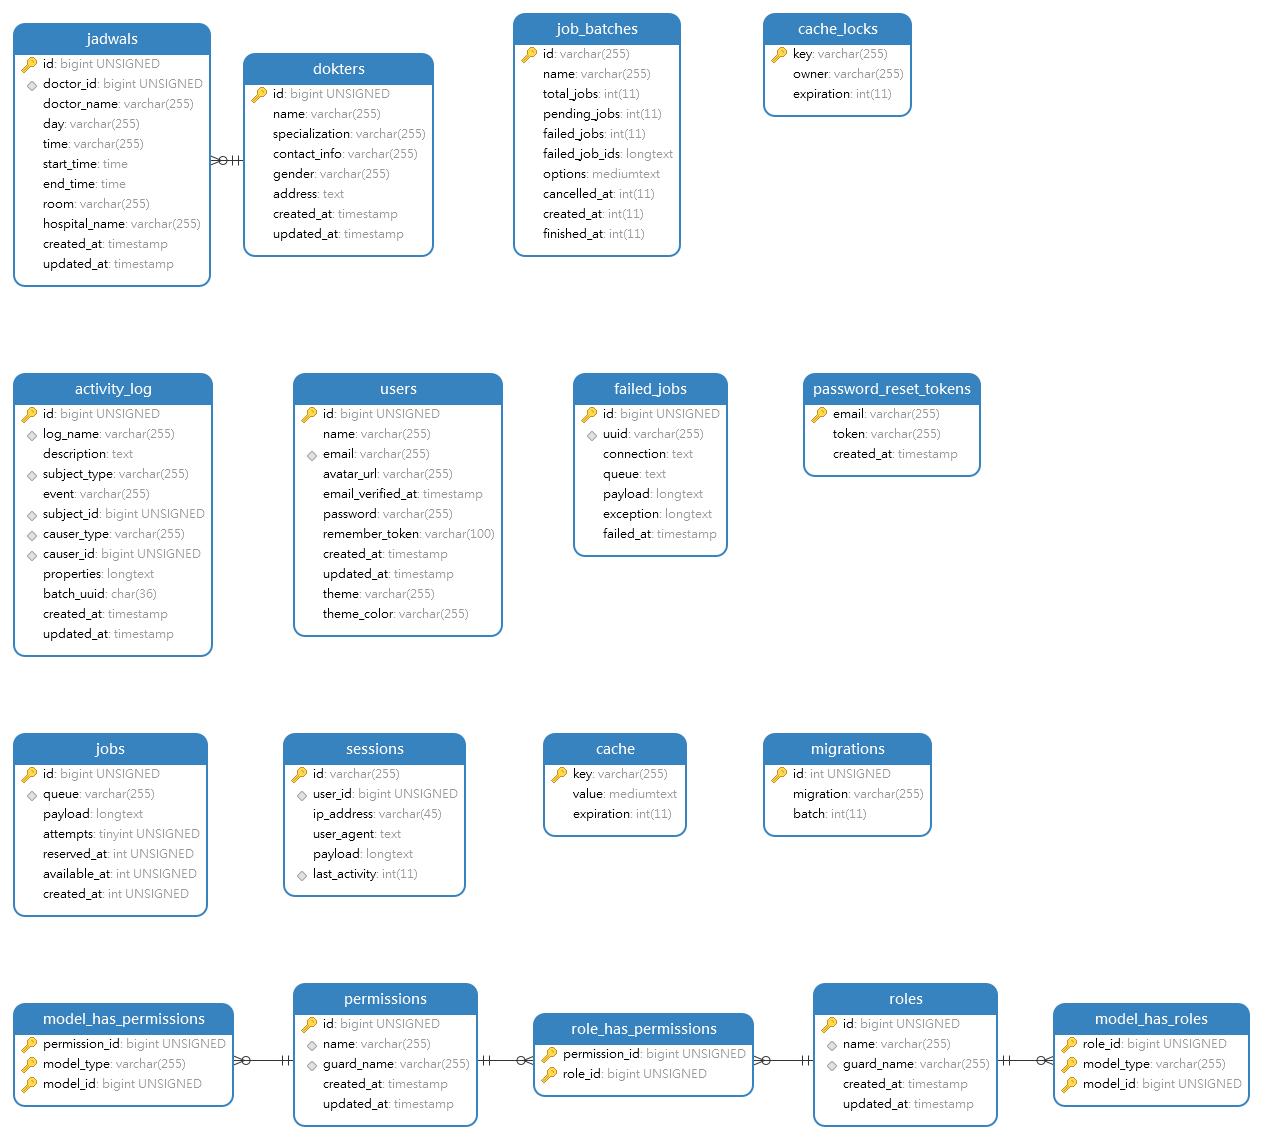 jadwals
id: bigint UNSIGNED
doctor_id: bigint UNSIGNED
doctor_name: varchar(255)
day: varchar(255)
time: varchar(255)
start_time: time
end_time: time
room: varchar(255)
hospital_name: varchar(255)
created_at: timestamp
updated_at: timestamp
dokters
id: bigint UNSIGNED
name: varchar(255)
specialization: varchar(255)
contact_info: varchar(255)
gender: varchar(255)
address: text
created_at: timestamp
updated_at: timestamp
job_batches
id: varchar(255)
name: varchar(255)
total_jobs: int(11)
pending_jobs: int(11)
failed_jobs: int(11)
failed_job_ids: longtext
options: mediumtext
cancelled_at: int(11)
created_at: int(11)
finished_at: int(11)
cache_locks
key: varchar(255)
owner: varchar(255)
expiration: int(11)
activity_log
id: bigint UNSIGNED
log_name: varchar(255)
description: text
subject_type: varchar(255)
event: varchar(255)
subject_id: bigint UNSIGNED
causer_type: varchar(255)
causer_id: bigint UNSIGNED
properties: longtext
batch_uuid: char(36)
created_at: timestamp
updated_at: timestamp
users
id: bigint UNSIGNED
name: varchar(255)
email: varchar(255)
avatar_url: varchar(255)
email_verified_at: timestamp
password: varchar(255)
remember_token: varchar(100)
created_at: timestamp
updated_at: timestamp
theme: varchar(255)
theme_color: varchar(255)
failed_jobs
id: bigint UNSIGNED
uuid: varchar(255)
connection: text
queue: text
payload: longtext
exception: longtext
failed_at: timestamp
password_reset_tokens
email: varchar(255)
token: varchar(255)
created_at: timestamp
jobs
id: bigint UNSIGNED
queue: varchar(255)
payload: longtext
attempts: tinyint UNSIGNED
reserved_at: int UNSIGNED
available_at: int UNSIGNED
created_at: int UNSIGNED
sessions
id: varchar(255)
user_id: bigint UNSIGNED
ip_address: varchar(45)
user_agent: text
payload: longtext
last_activity: int(11)
cache
key: varchar(255)
value: mediumtext
expiration: int(11)
migrations
id: int UNSIGNED
migration: varchar(255)
batch: int(11)
model_has_permissions
permission_id: bigint UNSIGNED
model_type: varchar(255)
model_id: bigint UNSIGNED
permissions
id: bigint UNSIGNED
name: varchar(255)
guard_name: varchar(255)
created_at: timestamp
updated_at: timestamp
role_has_permissions
permission_id: bigint UNSIGNED
role_id: bigint UNSIGNED
roles
id: bigint UNSIGNED
name: varchar(255)
guard_name: varchar(255)
created_at: timestamp
updated_at: timestamp
model_has_roles
role_id: bigint UNSIGNED
model_type: varchar(255)
model_id: bigint UNSIGNED